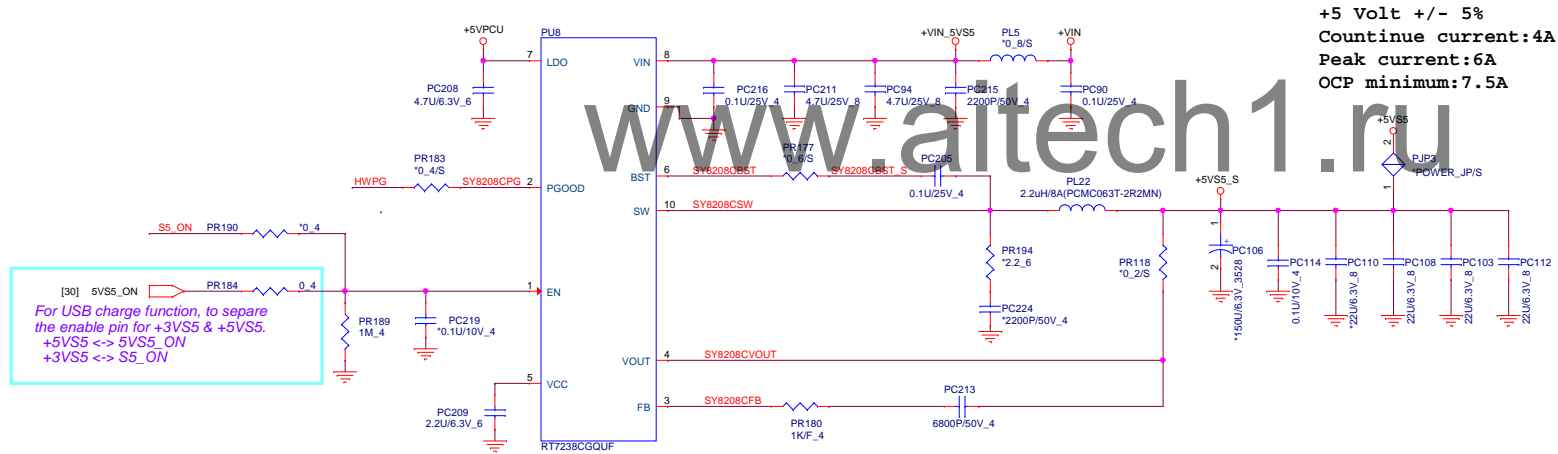 +5 Volt +/- 5%
Countinue current:4A
Peak current:6A
OCP minimum:7.5A
www.aitech1.ru
+5VPCU
PU8
+VIN_5VS5
PL5
*0_8/S
+VIN
7
LDO
VIN
8
PC208
4.7U/6.3V_6
PC216
0.1U/25V_4
PC211
4.7U/25V_8
PC94
4.7U/25V_8
PC215
2200P/50V_4
PC90
0.1U/25V_4
GND
9
+5VS5
2
PJP3
*POWER_JP/S
1
PR183
*0_4/S
HWPG
SY8208CPG
2
PGOOD
BST
6
SY8208CBST
PR177
*0_6/S
SY8208CBST_S
PC205
0.1U/25V_4
PL22
2.2uH/8A(PCMC063T-2R2MN)
+5VS5_S
SW
10
SY8208CSW
S5_ON
PR190
*0_4
PR194
*2.2_6
PR118
*0_2/S
1
2
PC106
*150U/6.3V_3528
PC114
0.1U/10V_4
PC110
*22U/6.3V_8
PC108
22U/6.3V_8
PC103
22U/6.3V_8
PC112
22U/6.3V_8
[30]
5VS5_ON
PR184
0_4
1
EN
For USB charge function, to separe
the enable pin for +3VS5 & +5VS5.
+5VS5 <-> 5VS5_ON
+3VS5 <-> S5_ON
PR189
1M_4
PC219
*0.1U/10V_4
PC224
*2200P/50V_4
VOUT
4
SY8208CVOUT
5
VCC
PC209
2.2U/6.3V_6
FB
3
SY8208CFB
PR180
1K/F_4
PC213
6800P/50V_4
RT7238CGQUF